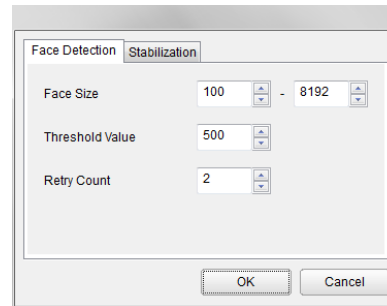 Face Detection Stabilization
Face Size 100 - 8192
Threshold Value 500
Retry Count 2
OK Cancel